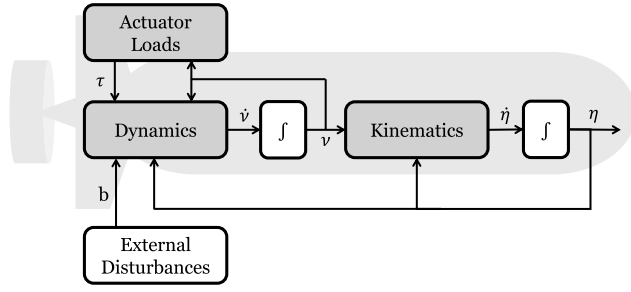 Actuator
Loads
τ
Dynamics
ν̇
∫
ν
Kinematics
η̇
∫
η
b
External
Disturbances